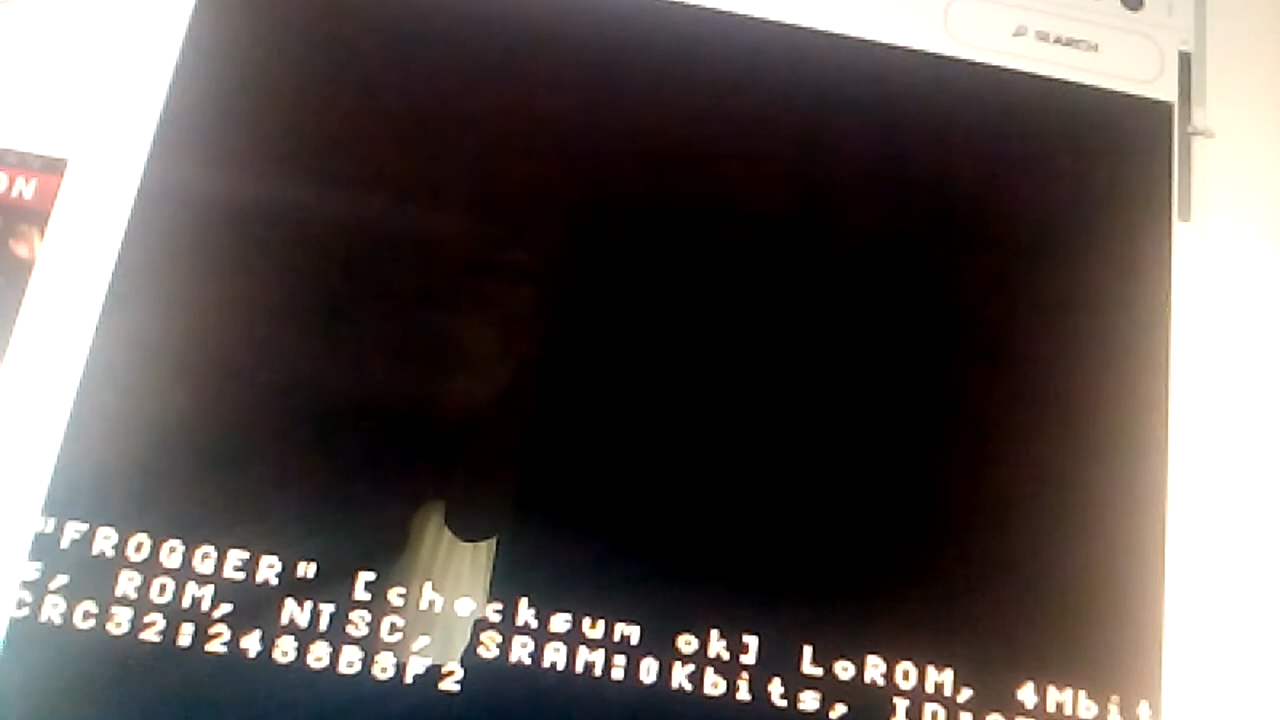 SEARCH
ON
"FROGGER" [checksum ok] LoROM, 4Mbit
ROM, NTSC, SRAM:0Kbits,
CRC32:2488B8F2